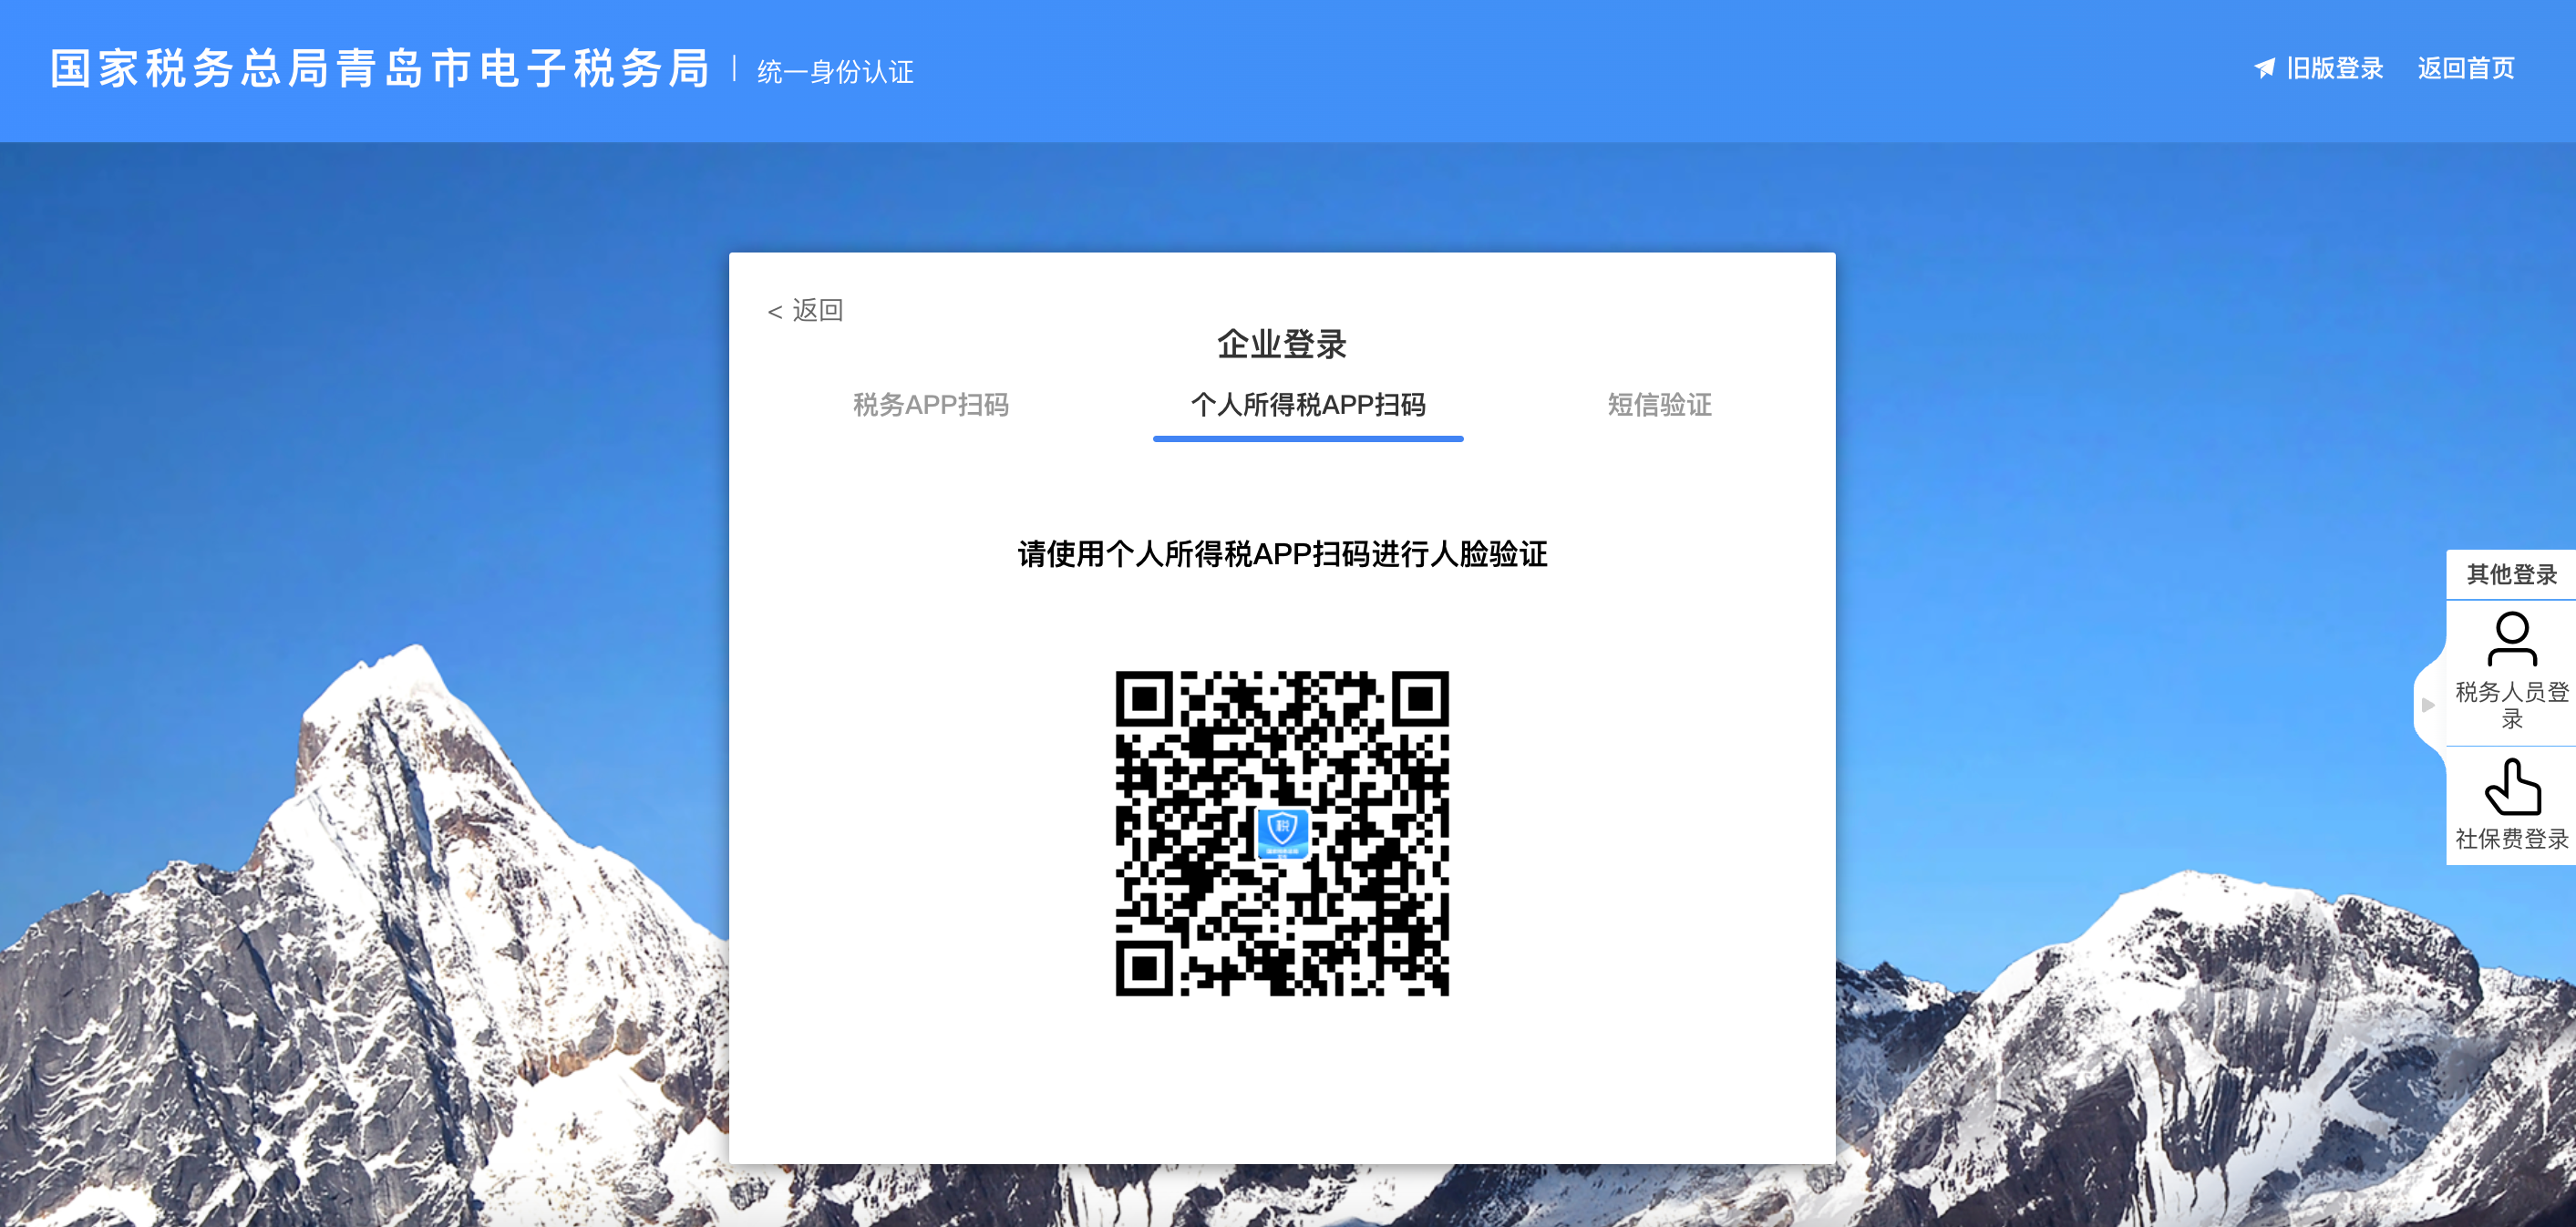 国家税务总局青岛市电子税务局 | 统一身份认证
旧版登录 返回首页
< 返回
企业登录
税务APP扫码 个人所得税APP扫码 短信验证
请使用个人所得税APP扫码进行人脸验证
税
其他登录
税务人员登
录
社保费登录